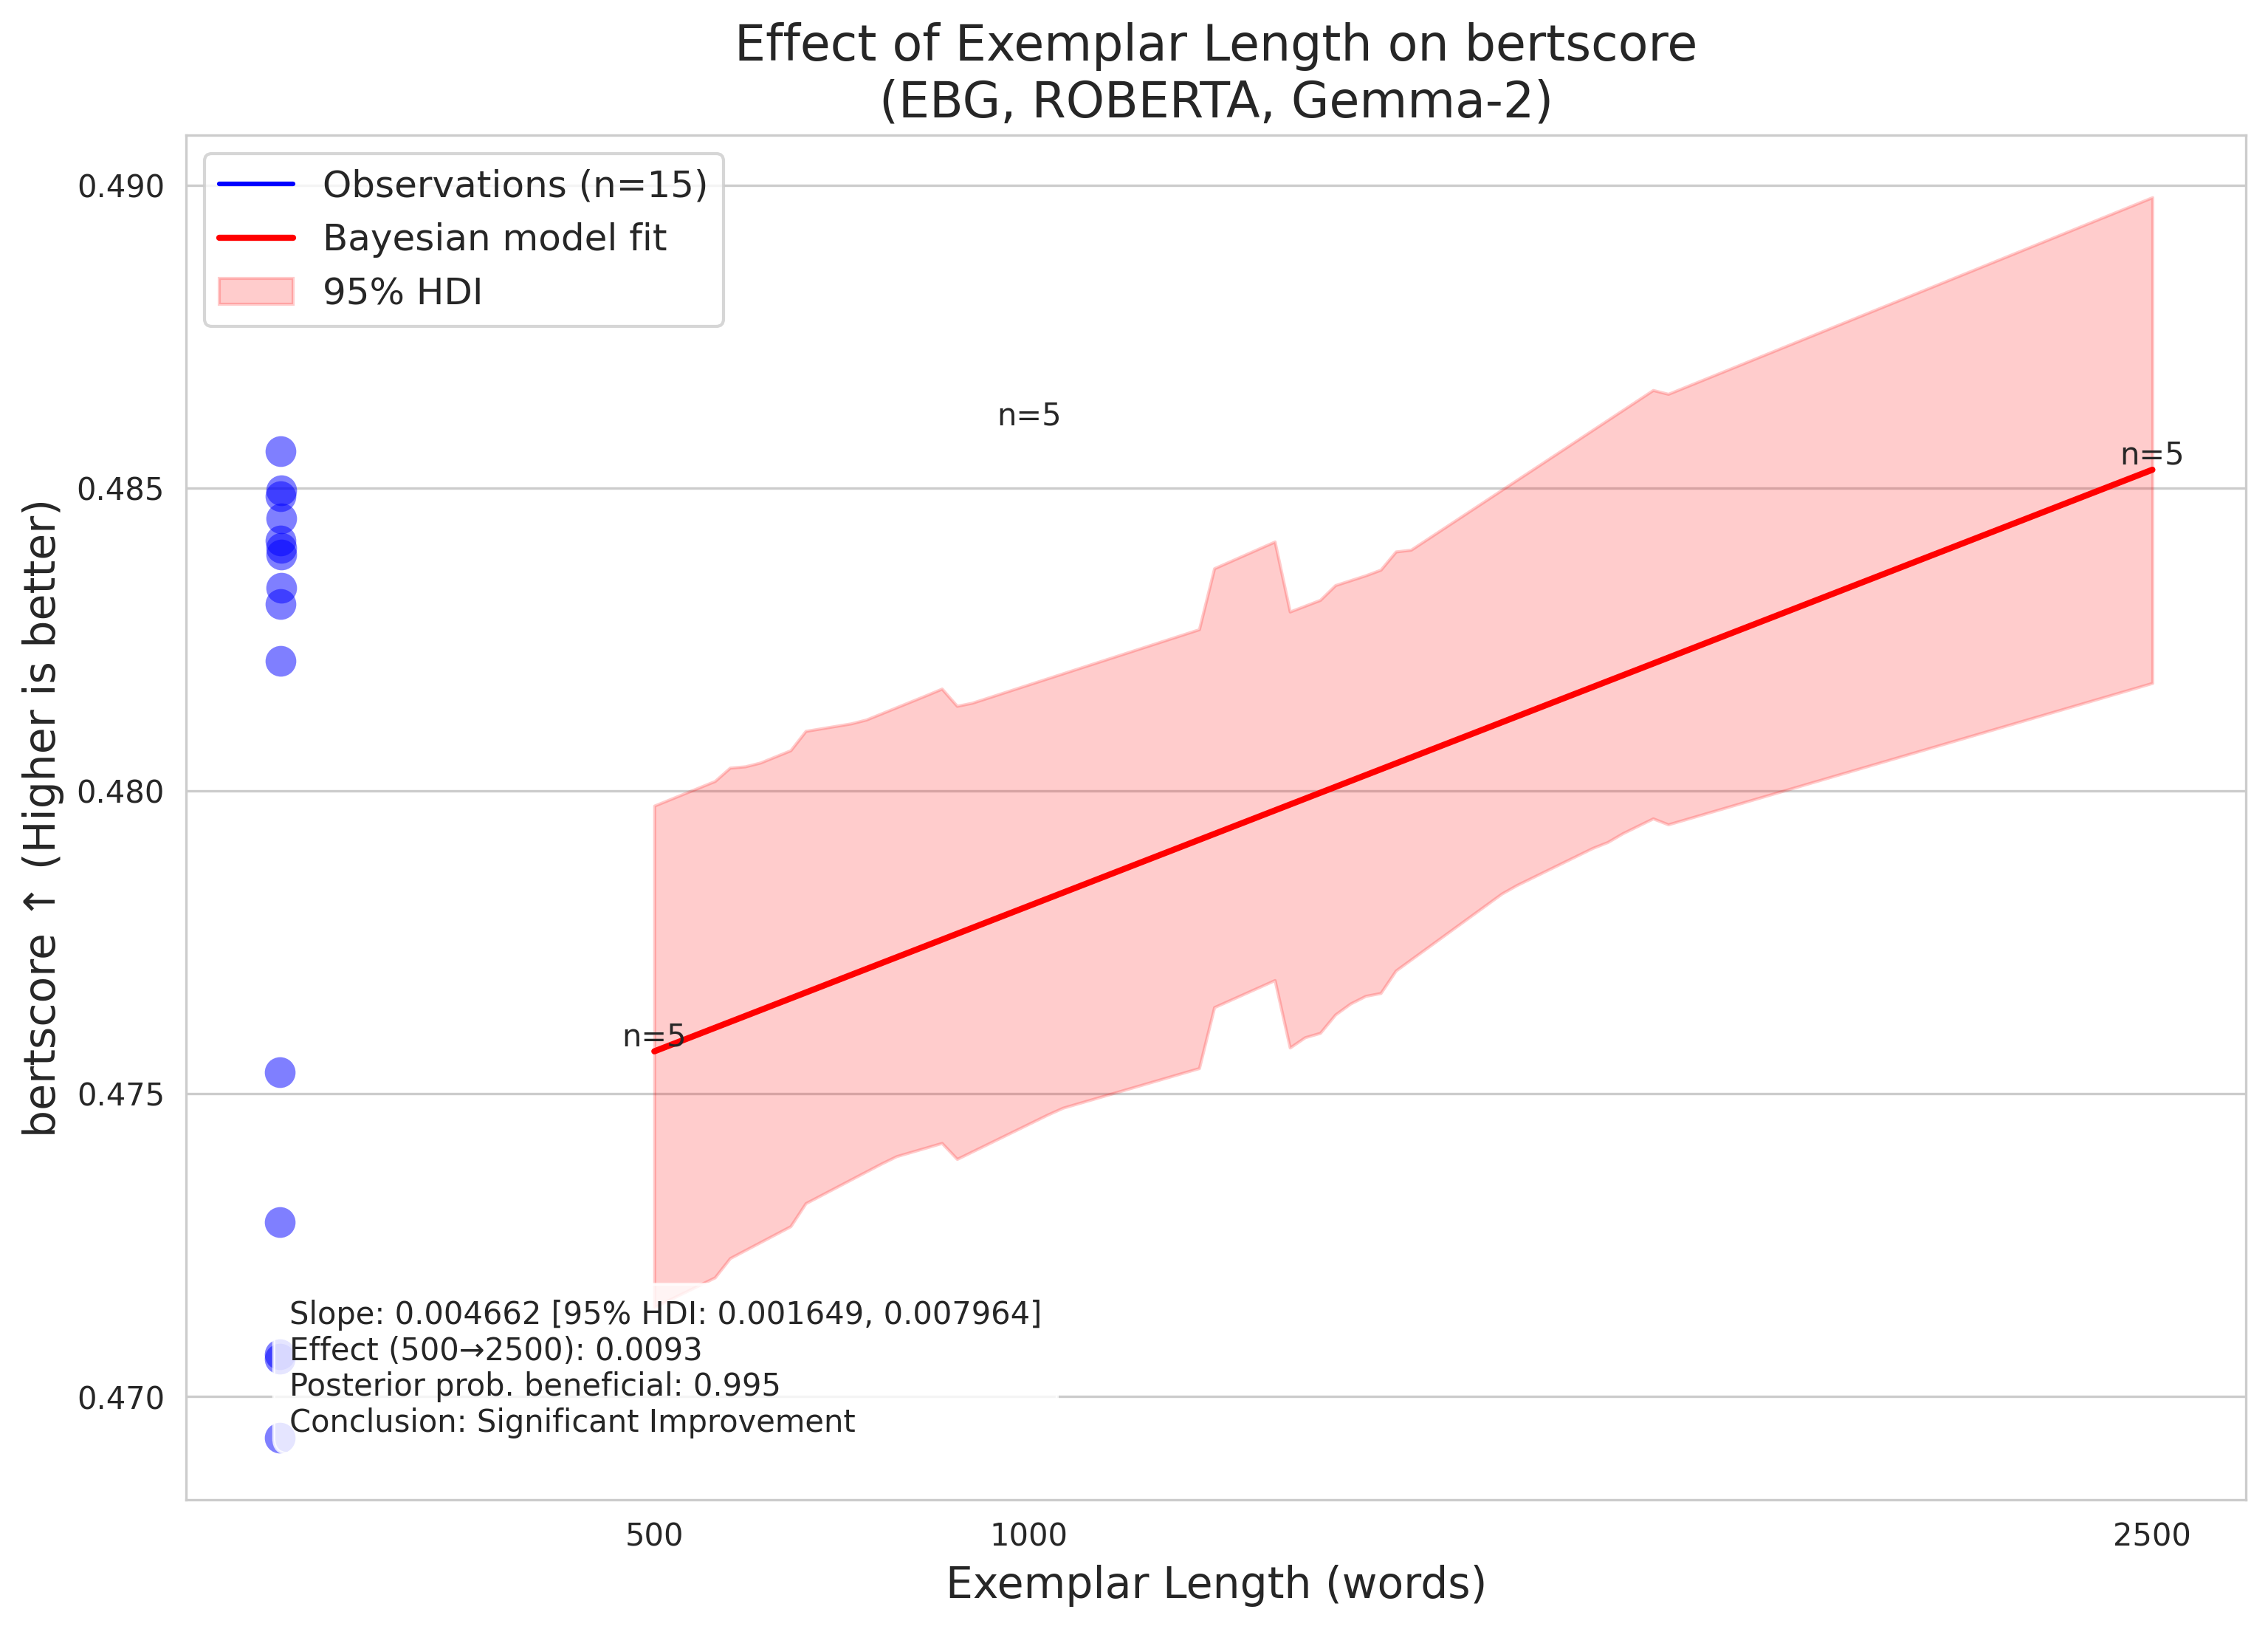 Effect of Exemplar Length on bertscore
(EBG, ROBERTA, Gemma-2)
Observations (n=15)
Bayesian model fit
95% HDI
bertscore ↑ (Higher is better)
0.490
0.485
0.480
0.475
0.470
n=5
n=5
n=5
Slope: 0.004662 [95% HDI: 0.001649, 0.007964]
Effect (500→2500): 0.0093
Posterior prob. beneficial: 0.995
Conclusion: Significant Improvement
500
1000
2500
Exemplar Length (words)